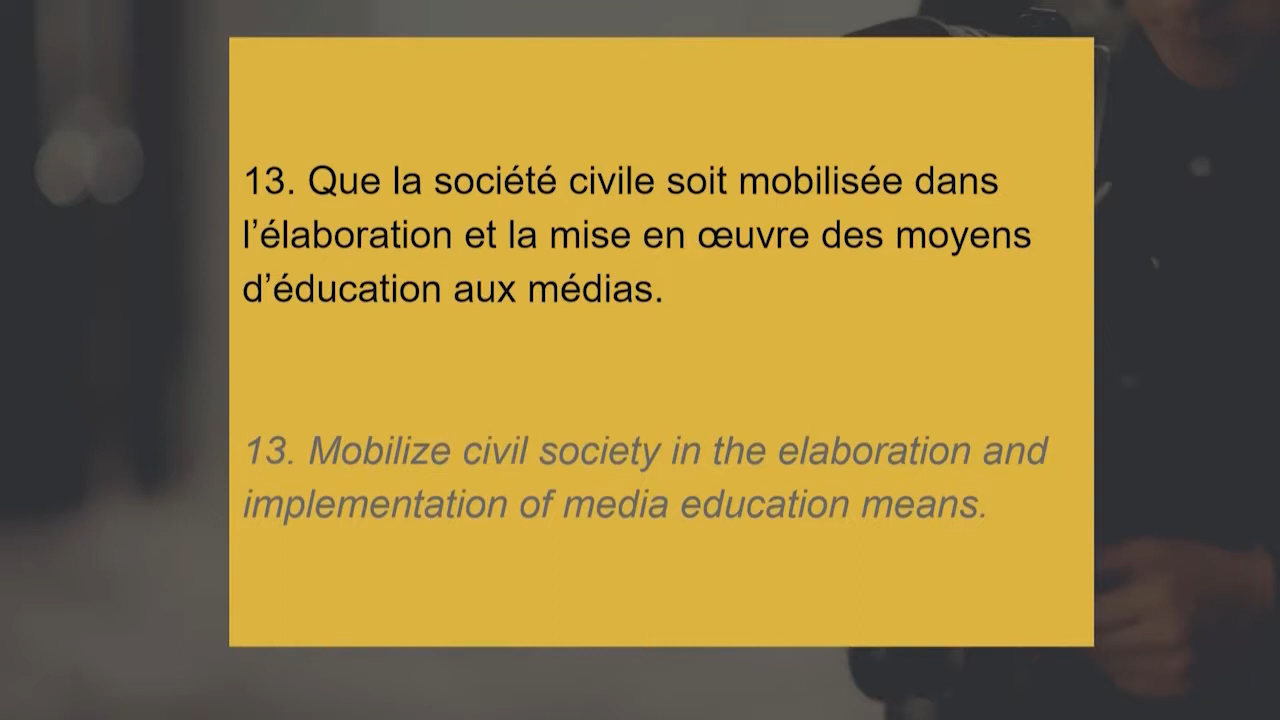 13. Que la société civile soit mobilisée dans
l’élaboration et la mise en œuvre des moyens
d’éducation aux médias.
13. Mobilize civil society in the elaboration and
implementation of media education means.